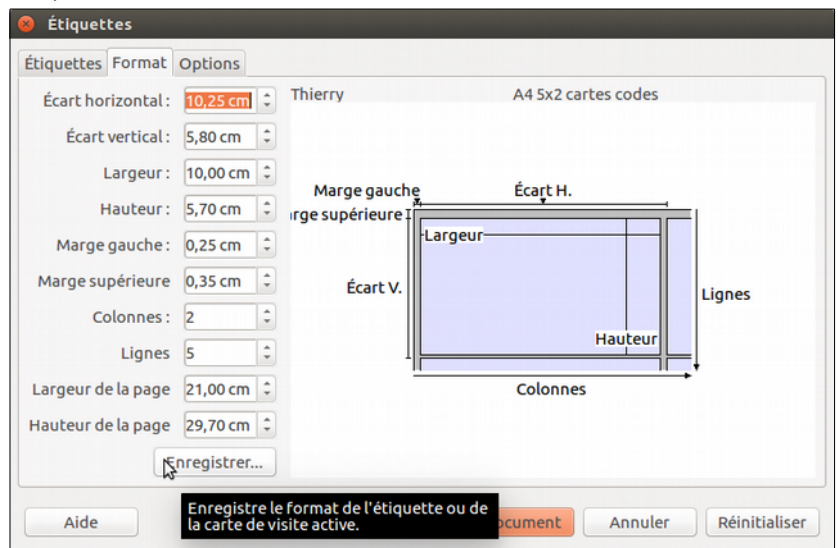 Étiquettes
Étiquettes Format Options
Écart horizontal : 10,25 cm
Écart vertical : 5,80 cm
Largeur : 10,00 cm
Hauteur : 5,70 cm
Marge gauche : 0,25 cm
Marge supérieure 0,35 cm
Colonnes : 2
Lignes 5
Largeur de la page 21,00 cm
Hauteur de la page 29,70 cm
Enregistrer...
Thierry A4 5x2 cartes codes
Marge gauche Écart H.
rge supérieure
Largeur
Écart V.
Lignes
Hauteur
Colonnes
Enregistre le format de l'étiquette ou de
la carte de visite active.
Aide ocument Annuler Réinitialiser